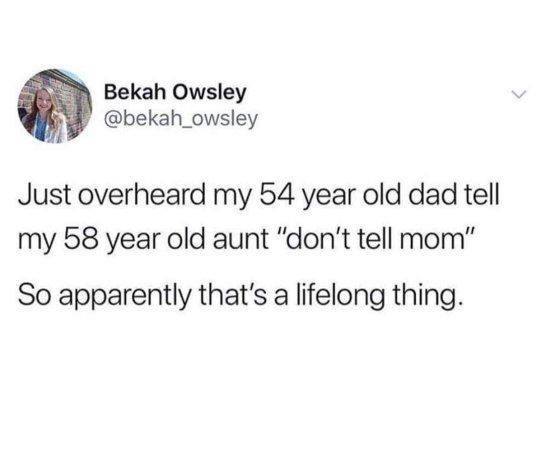 Bekah Owsley
@bekah_owsley
Just overheard my 54 year old dad tell
my 58 year old aunt "don't tell mom"
So apparently that's a lifelong thing.